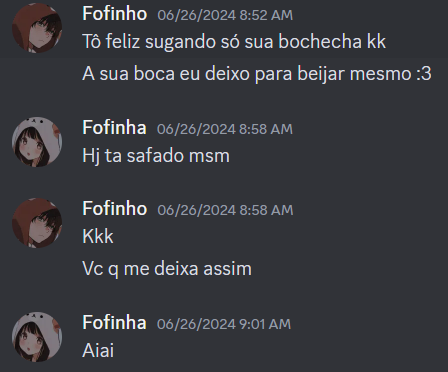 Fofinho 06/26/2024 8:52 AM
Tô feliz sugando só sua bochecha kk
A sua boca eu deixo para beijar mesmo :3
Fofinha 06/26/2024 8:58 AM
Hj ta safado msm
Fofinho 06/26/2024 8:58 AM
Kkk
Vc q me deixa assim
Fofinha 06/26/2024 9:01 AM
Aiai